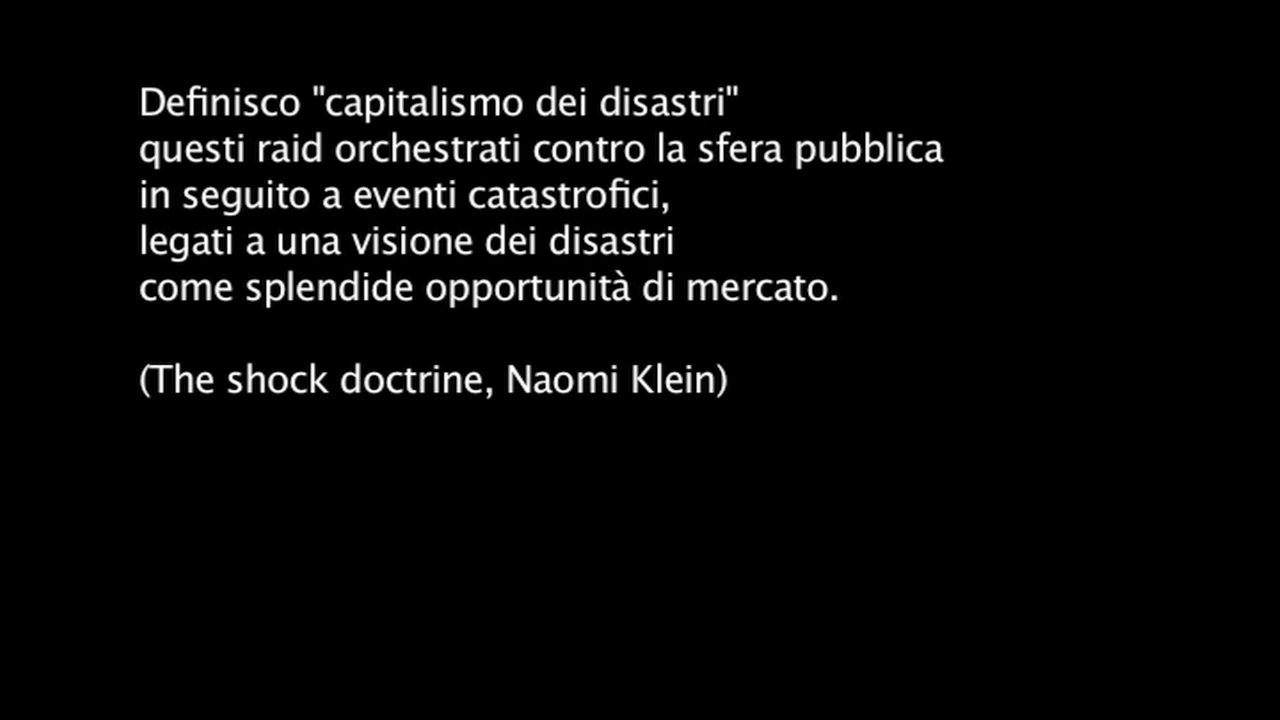 Definisco "capitalismo dei disastri"
questi raid orchestrati contro la sfera pubblica
in seguito a eventi catastrofici,
legati a una visione dei disastri
come splendide opportunità di mercato.
(The shock doctrine, Naomi Klein)